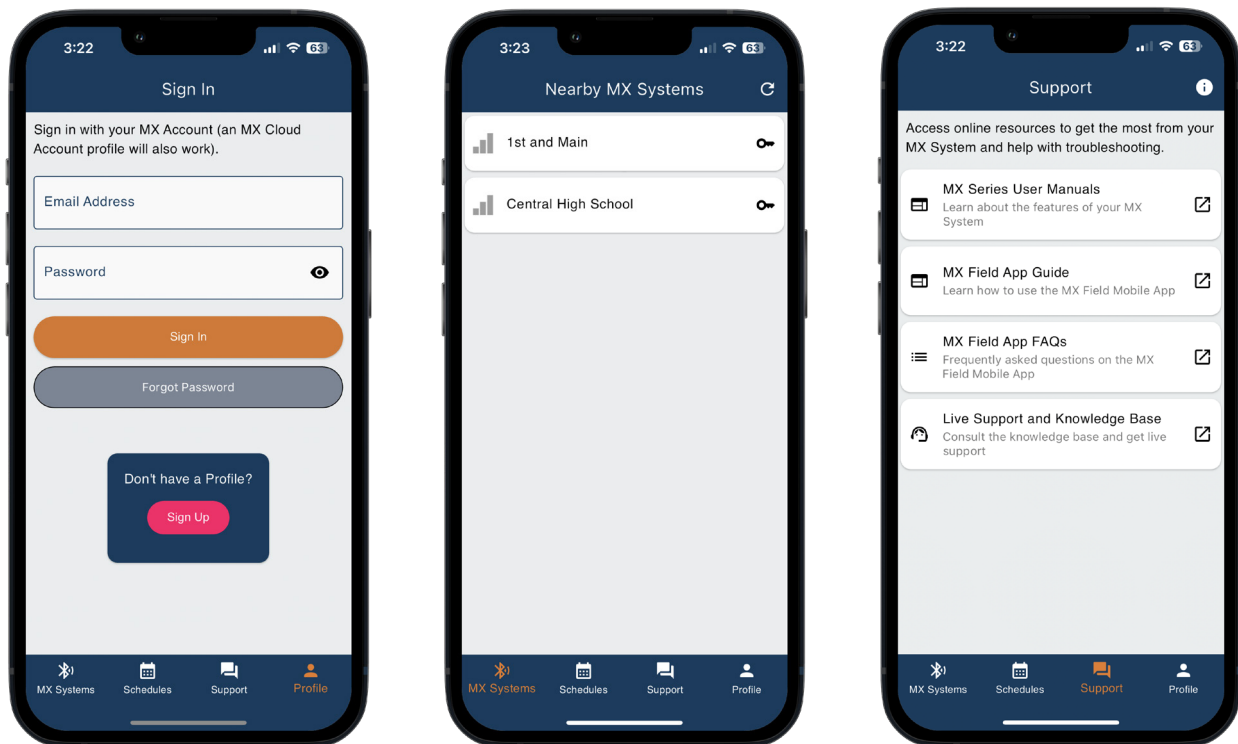 3:22
63
Sign In
Sign in with your MX Account (an MX Cloud
Account profile will also work).
Email Address
Password
Sign In
Forgot Password
Don't have a Profile?
Sign Up
MX Systems
Schedules
Support
Profile
3:23
63
Nearby MX Systems
1st and Main
Central High School
MX Systems
Schedules
Support
Profile
3:22
63
Support
Access online resources to get the most from your
MX System and help with troubleshooting.
MX Series User Manuals
Learn about the features of your MX
System
MX Field App Guide
Learn how to use the MX Field Mobile App
MX Field App FAQs
Frequently asked questions on the MX
Field Mobile App
Live Support and Knowledge Base
Consult the knowledge base and get live
support
MX Systems
Schedules
Support
Profile